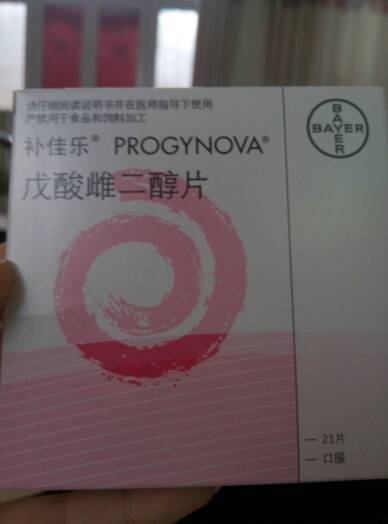 请仔细阅读说明书并在医师指导下使用
严禁用于食品和饲料加工
补佳乐® PROGYNOVA®
戊酸雌二醇片
BAYER
BAYER
— 21片
— 口服